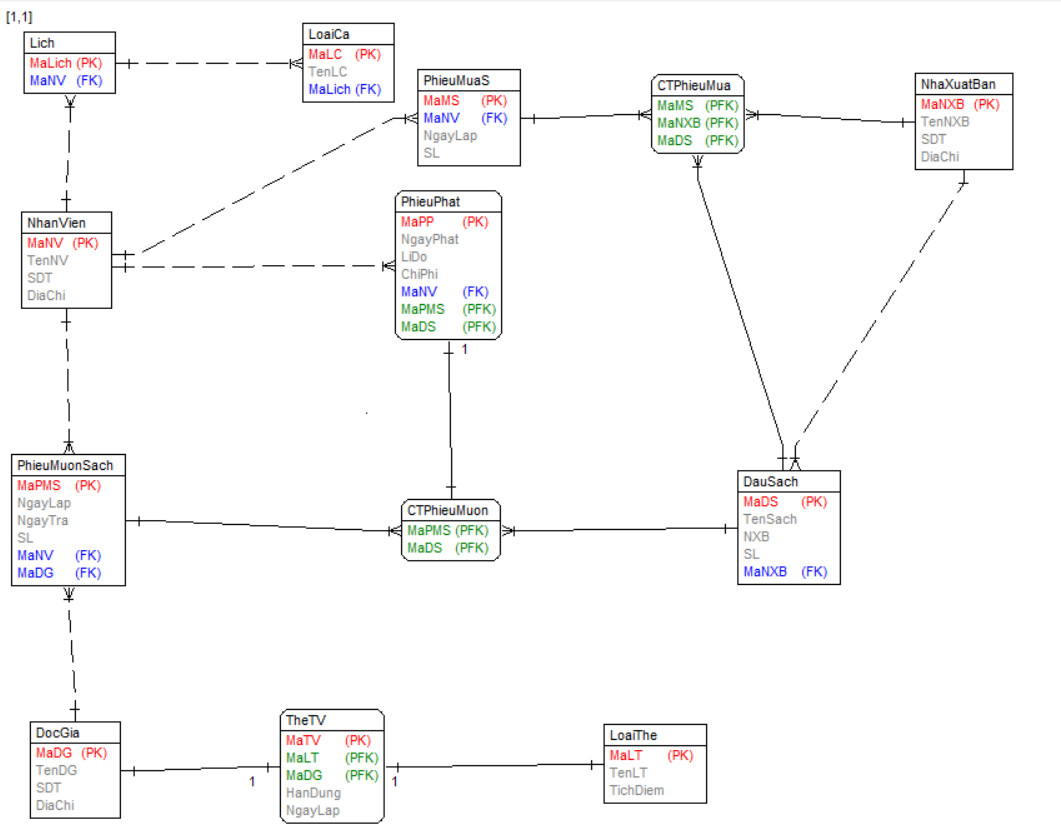 [1,1]
Lich
MaLich (PK)
MaNV (FK)
LoaiCa
MaLC (PK)
TenLC
MaLich (FK)
PhieuMuaS
MaMS (PK)
MaNV (FK)
NgayLap
SL
CTPhieuMua
MaMS (PFK)
MaNXB (PFK)
MaDS (PFK)
NhaXuatBan
MaNXB (PK)
TenNXB
SDT
DiaChi
NhanVien
MaNV (PK)
TenNV
SDT
DiaChi
PhieuPhat
MaPP (PK)
NgayPhat
LiDo
ChiPhi
MaNV (FK)
MaPMS (PFK)
MaDS (PFK)
1
PhieuMuonSach
MaPMS (PK)
NgayLap
NgayTra
SL
MaNV (FK)
MaDG (FK)
CTPhieuMuon
MaPMS (PFK)
MaDS (PFK)
DauSach
MaDS (PK)
TenSach
NXB
SL
MaNXB (FK)
DocGia
MaDG (PK)
TenDG
SDT
DiaChi
1
TheTV
MaTV (PK)
MaLT (PFK)
MaDG (PFK)
HanDung
NgayLap
1
LoaiThe
MaLT (PK)
TenLT
TichDiem